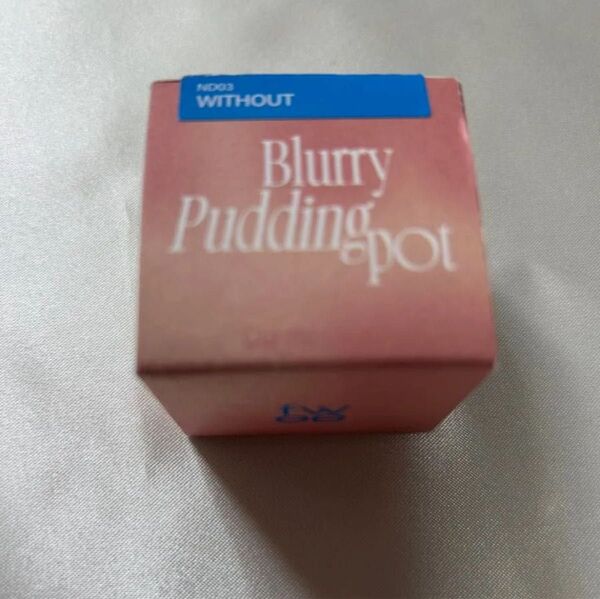 ND03
WITHOUT
Blurry
Pudding
pot